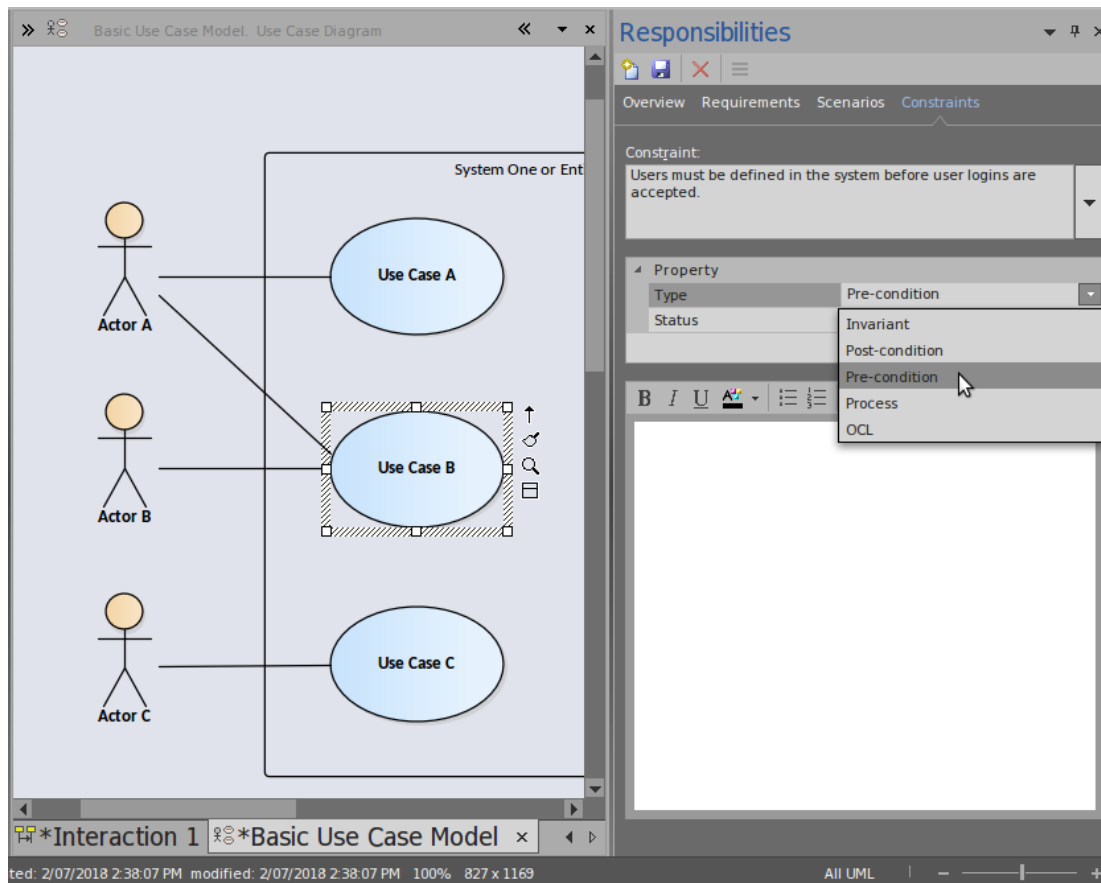 Basic Use Case Model. Use Case Diagram
System One or Ent
Use Case A
Actor A
Use Case B
Actor B
Use Case C
Actor C
*Interaction 1
*Basic Use Case Model
Responsibilities
Overview Requirements Scenarios Constraints
Constraint:
Users must be defined in the system before user logins are
accepted.
Property
Type Pre-condition
Status
Invariant
Post-condition
Pre-condition
Process
OCL
B I U A
ted: 2/07/2018 2:38:07 PM modified: 2/07/2018 2:38:07 PM 100% 827 x 1169
All UML